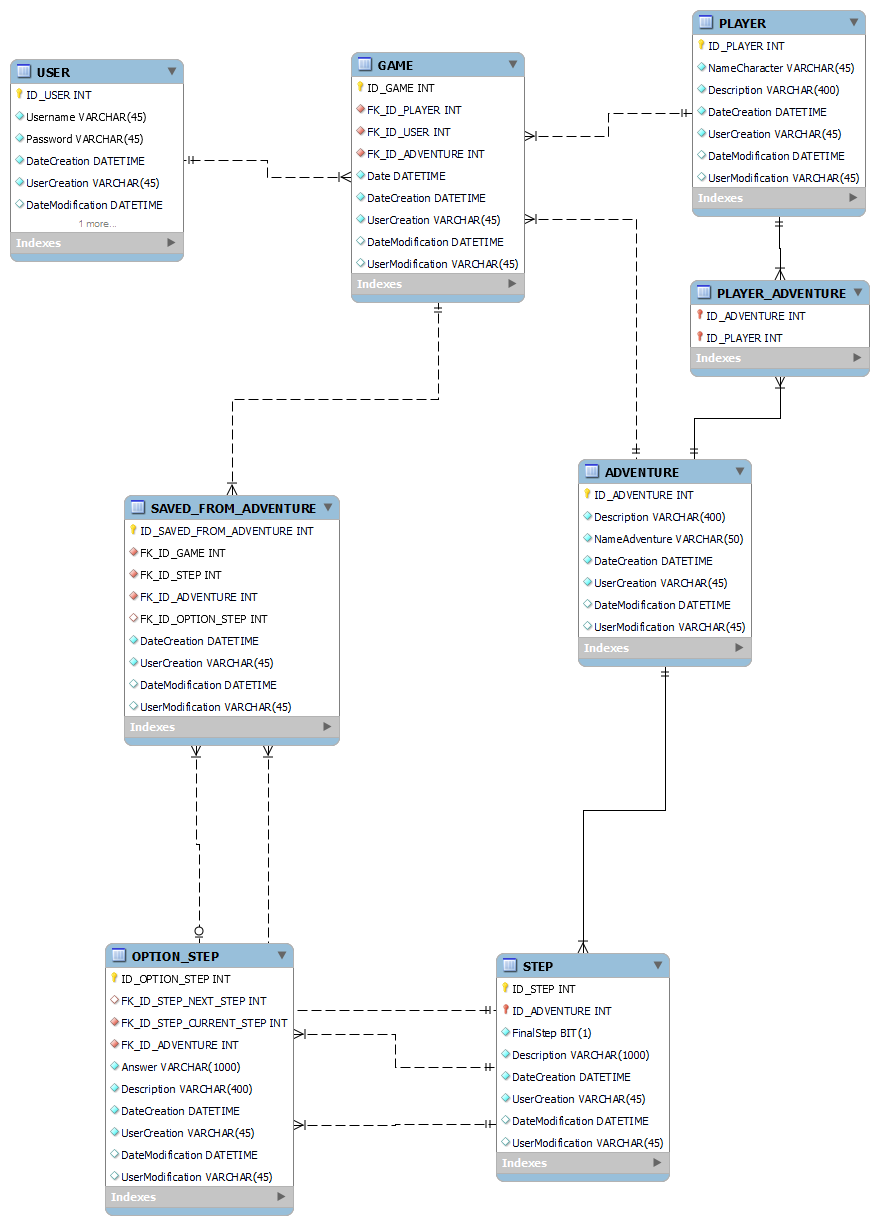 USER
ID_USER INT
Username VARCHAR(45)
Password VARCHAR(45)
DateCreation DATETIME
UserCreation VARCHAR(45)
DateModification DATETIME
1 more...
Indexes
GAME
ID_GAME INT
FK_ID_PLAYER INT
FK_ID_USER INT
FK_ID_ADVENTURE INT
Date DATETIME
DateCreation DATETIME
UserCreation VARCHAR(45)
DateModification DATETIME
UserModification VARCHAR(45)
Indexes
PLAYER
ID_PLAYER INT
NameCharacter VARCHAR(45)
Description VARCHAR(400)
DateCreation DATETIME
UserCreation VARCHAR(45)
DateModification DATETIME
UserModification VARCHAR(45)
Indexes
PLAYER_ADVENTURE
ID_ADVENTURE INT
ID_PLAYER INT
Indexes
ADVENTURE
ID_ADVENTURE INT
Description VARCHAR(400)
NameAdventure VARCHAR(50)
DateCreation DATETIME
UserCreation VARCHAR(45)
DateModification DATETIME
UserModification VARCHAR(45)
Indexes
SAVED_FROM_ADVENTURE
ID_SAVED_FROM_ADVENTURE INT
FK_ID_GAME INT
FK_ID_STEP INT
FK_ID_ADVENTURE INT
FK_ID_OPTION_STEP INT
DateCreation DATETIME
UserCreation VARCHAR(45)
DateModification DATETIME
UserModification VARCHAR(45)
Indexes
OPTION_STEP
ID_OPTION_STEP INT
FK_ID_STEP_NEXT_STEP INT
FK_ID_STEP_CURRENT_STEP INT
FK_ID_ADVENTURE INT
Answer VARCHAR(1000)
Description VARCHAR(400)
DateCreation DATETIME
UserCreation VARCHAR(45)
DateModification DATETIME
UserModification VARCHAR(45)
Indexes
STEP
ID_STEP INT
ID_ADVENTURE INT
FinalStep BIT(1)
Description VARCHAR(1000)
DateCreation DATETIME
UserCreation VARCHAR(45)
DateModification DATETIME
UserModification VARCHAR(45)
Indexes